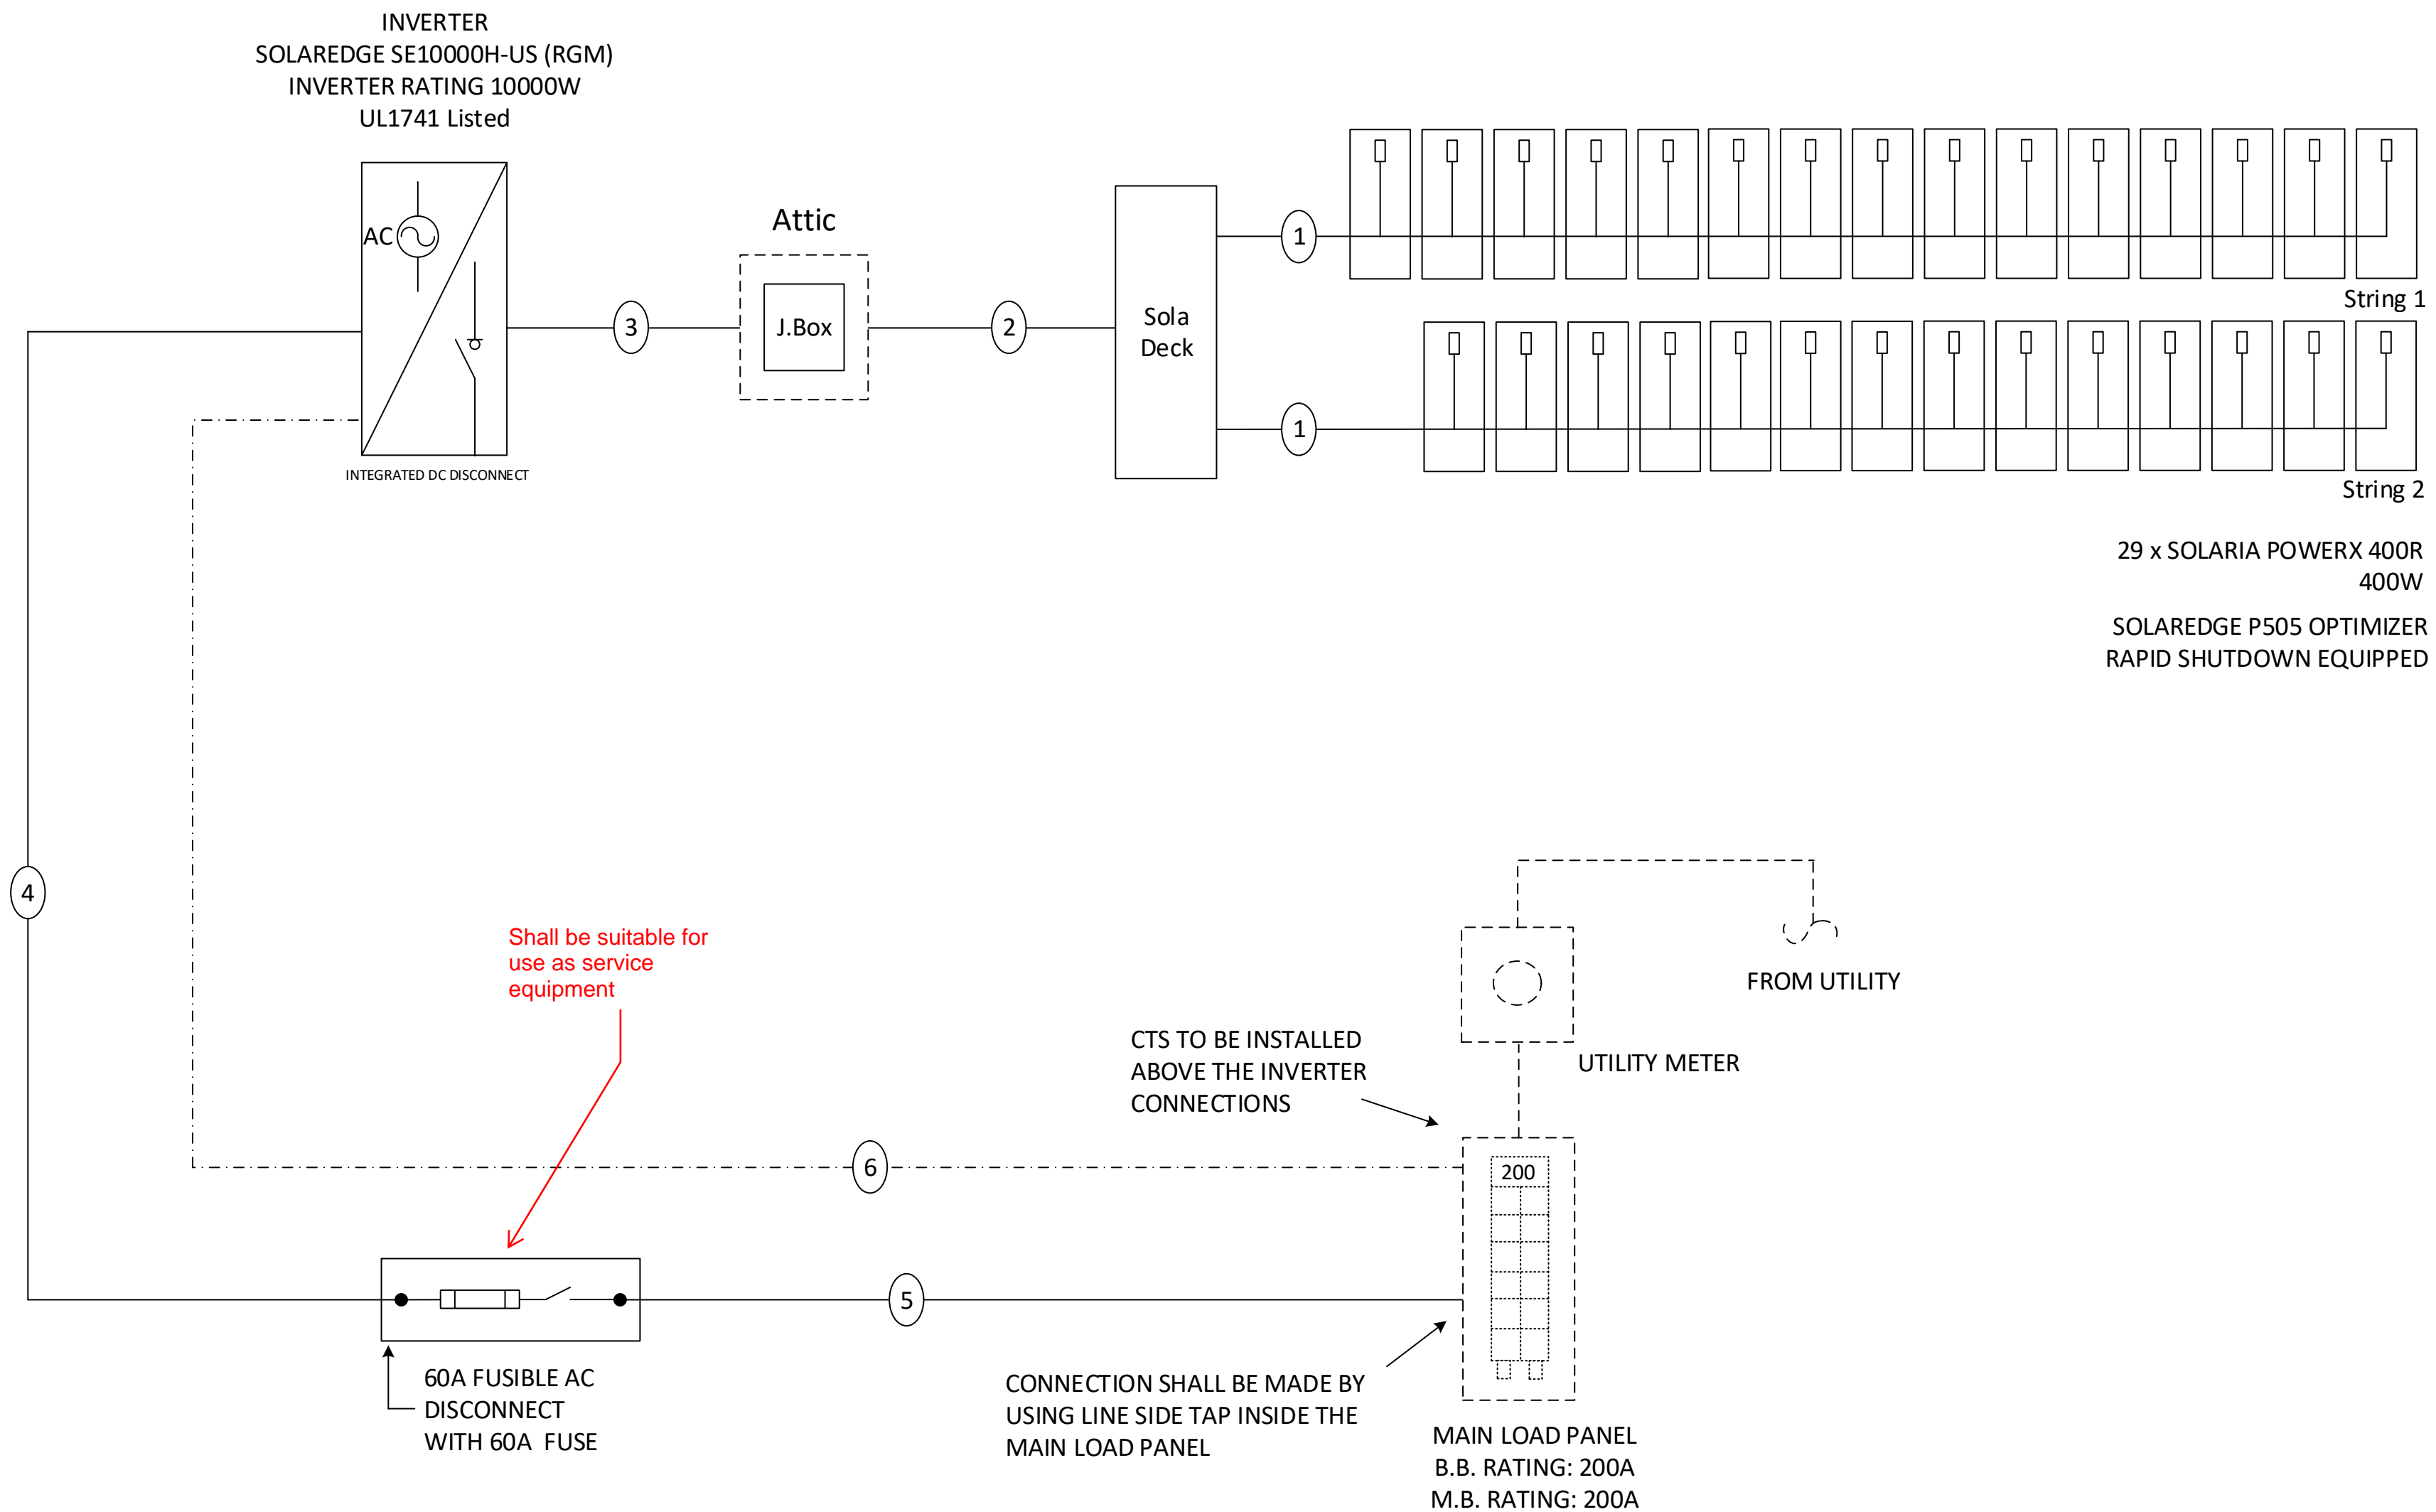 INVERTER
SOLAREDGE SE10000H-US (RGM)
INVERTER RATING 10000W
UL1741 Listed
AC
INTEGRATED DC DISCONNECT
3
Attic
J.Box
2
Sola
Deck
1
1
String 1
String 2
29 x SOLARIA POWERX 400R
400W
SOLAREDGE P505 OPTIMIZER
RAPID SHUTDOWN EQUIPPED
4
Shall be suitable for
use as service
equipment
FROM UTILITY
UTILITY METER
CTS TO BE INSTALLED
ABOVE THE INVERTER
CONNECTIONS
6
200
5
60A FUSIBLE AC
DISCONNECT
WITH 60A FUSE
CONNECTION SHALL BE MADE BY
USING LINE SIDE TAP INSIDE THE
MAIN LOAD PANEL
MAIN LOAD PANEL
B.B. RATING: 200A
M.B. RATING: 200A